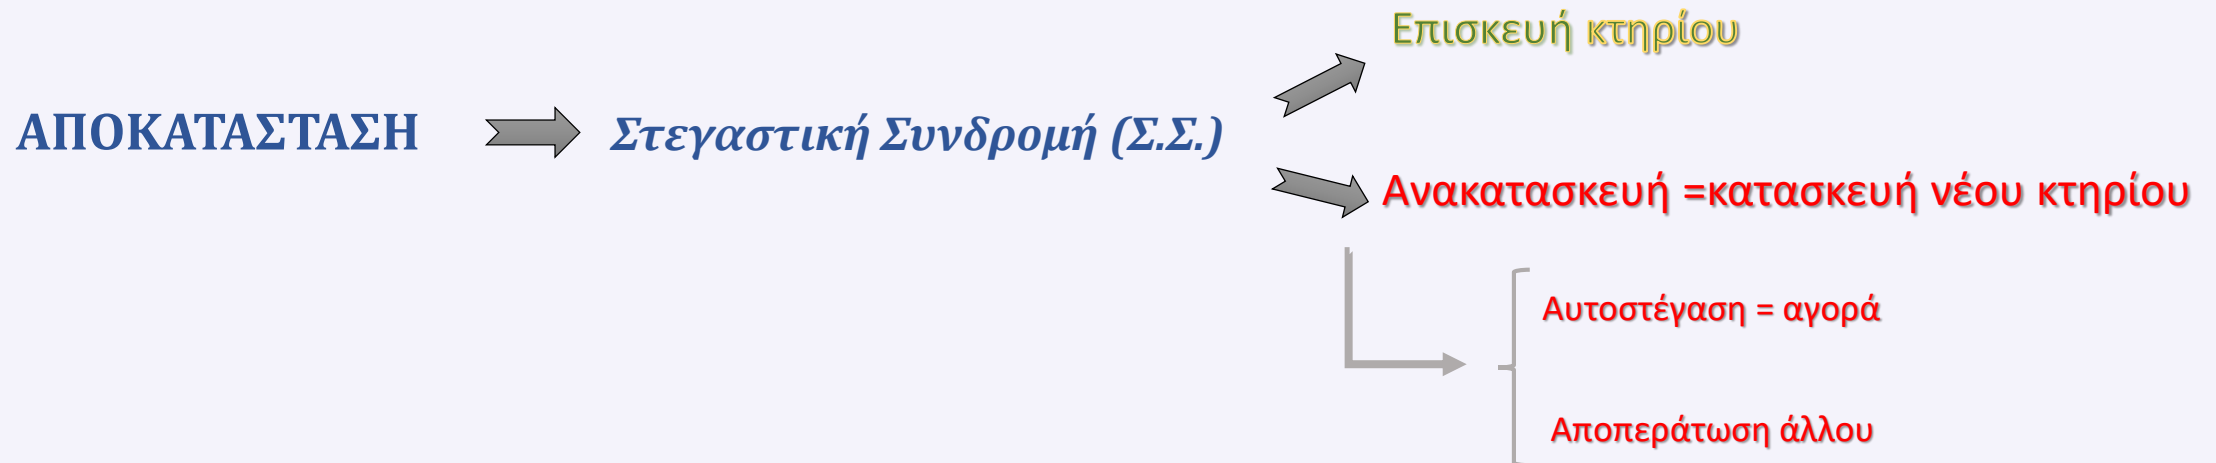 Επισκευή κτηρίου
ΑΠΟΚΑΤΑΣΤΑΣΗ Στεγαστική Συνδρομή (Σ.Σ.)
Ανακατασκευή =κατασκευή νέου κτηρίου
Αυτοστέγαση = αγορά
Αποπεράτωση άλλου